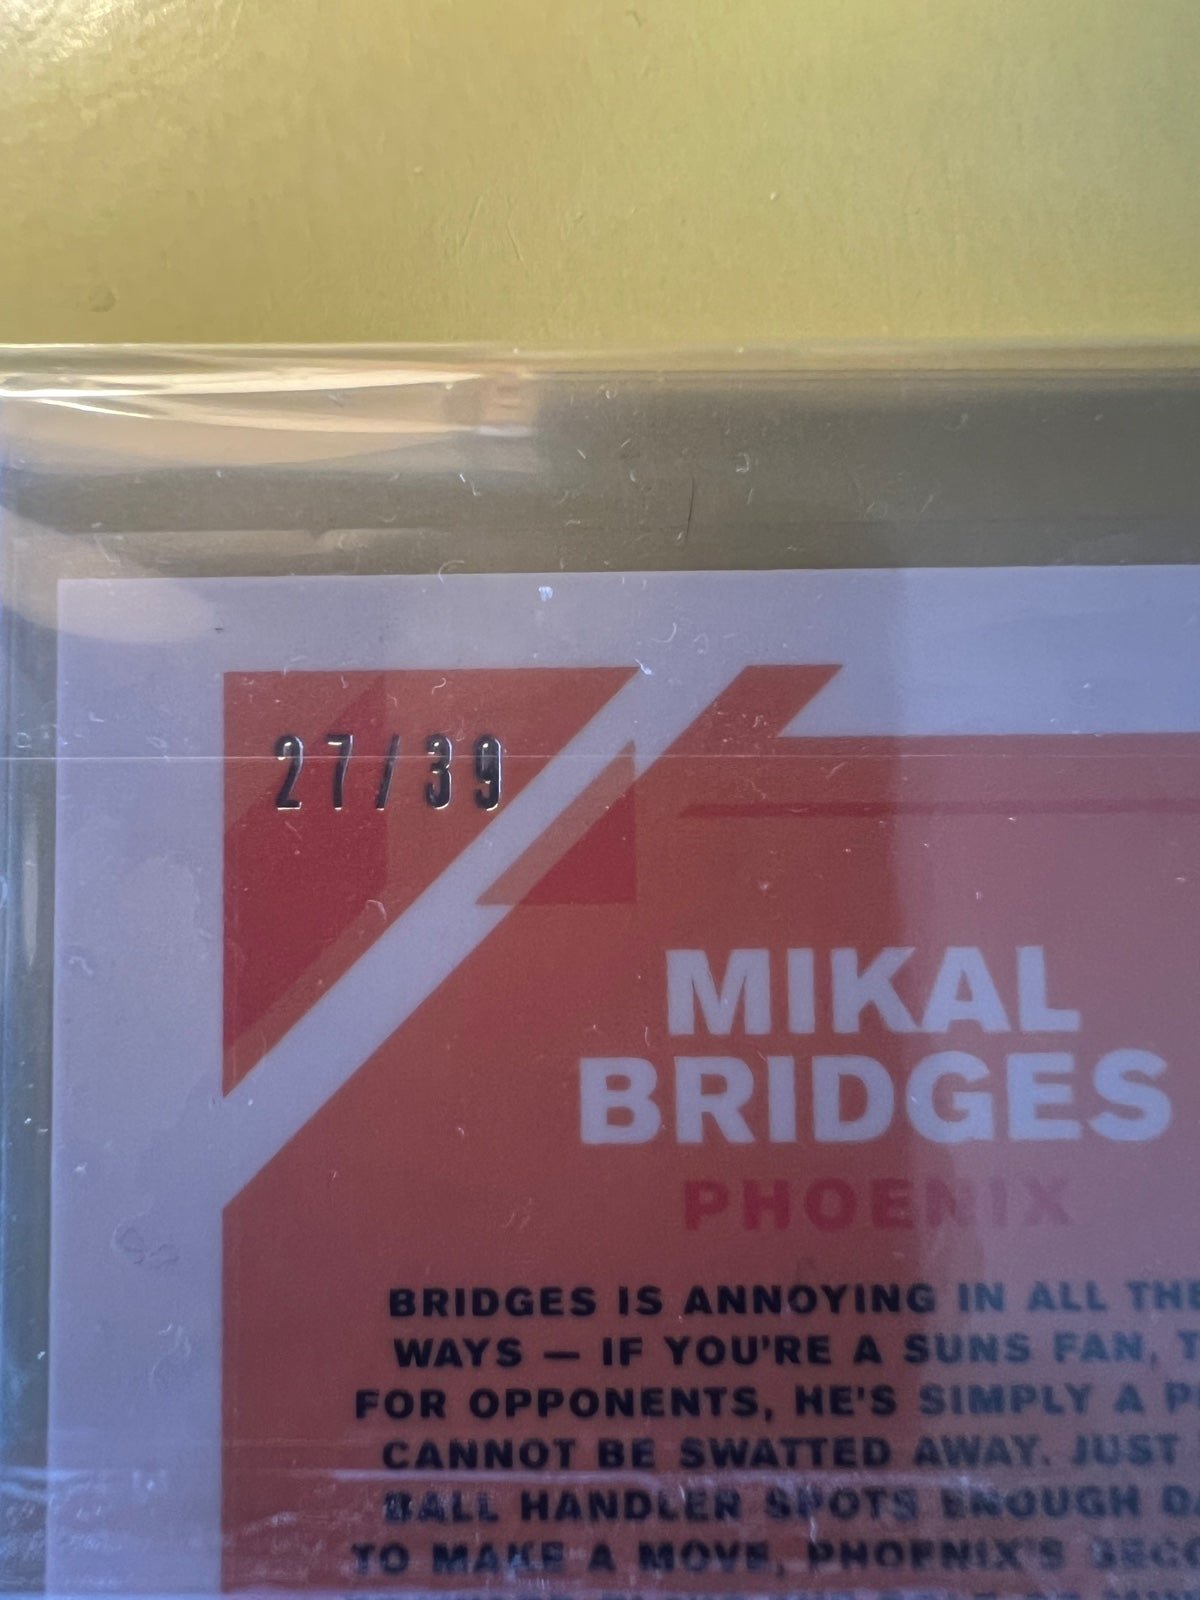 27/39
MIKAL
BRIDGES
PHOENIX
BRIDGES IS ANNOYING IN ALL THE
WAYS — IF YOU'RE A SUNS FAN,
FOR OPPONENTS, HE'S SIMPLY A
CANNOT BE SWATTED AWAY. JUST
BALL HANDLER SPOTS ENOUGH
TO MAKE A MOVE, PHOENIX'S